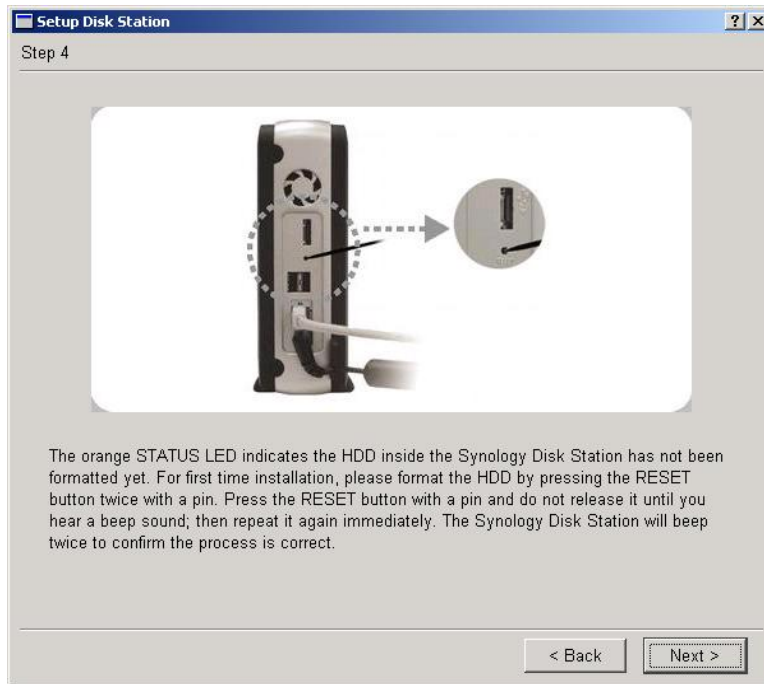 Setup Disk Station
Step 4
The orange STATUS LED indicates the HDD inside the Synology Disk Station has not been
formatted yet. For first time installation, please format the HDD by pressing the RESET
button twice with a pin. Press the RESET button with a pin and do not release it until you
hear a beep sound; then repeat it again immediately. The Synology Disk Station will beep
twice to confirm the process is correct.
< Back
Next >